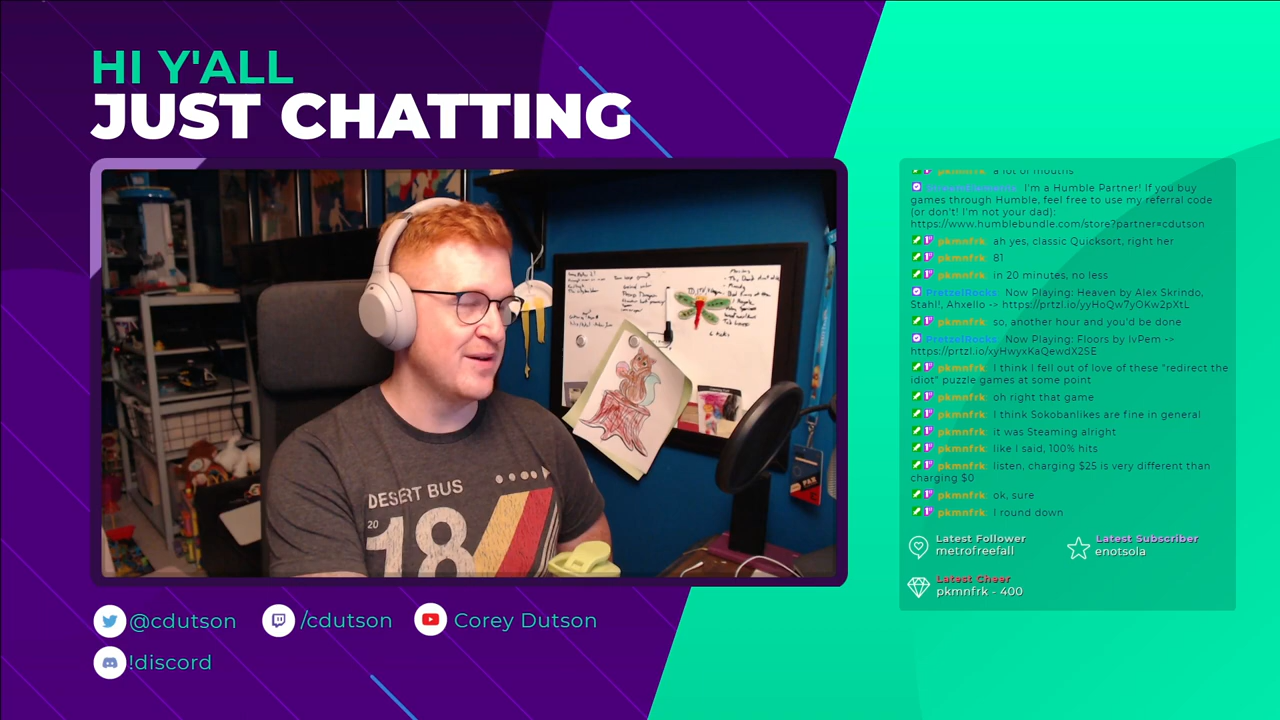 HI Y'ALL
JUST CHATTING
DESERT BUS
20
18
PAX
@cdutson
/cdutson
Corey Dutson
!discord
pkmnfrk: a lot of mouths
I'm a Humble Partner! If you buy
games through Humble, feel free to use my referral code
(or don't! I'm not your dad):
https://www.humblebundle.com/store?partner=cdutson
pkmnfrk: ah yes, classic Quicksort, right her
pkmnfrk: 81
pkmnfrk: in 20 minutes, no less
PretzelRocks: Now Playing: Heaven by Alex Skrindo,
Stahl!, Ahxello -> https://prtzl.io/yyHoQw7yOKw2pXtL
pkmnfrk: so, another hour and you'd be done
PretzelRocks: Now Playing: Floors by IvPem ->
https://prtzl.io/xyHwyxKaQewdX2SE
pkmnfrk: I think I fell out of love of these "redirect the
idiot" puzzle games at some point
pkmnfrk: oh right that game
pkmnfrk: I think Sokobanlikes are fine in general
pkmnfrk: it was Steaming alright
pkmnfrk: like I said, 100% hits
pkmnfrk: listen, charging $25 is very different than
charging $0
pkmnfrk: ok, sure
pkmnfrk: I round down
Latest Follower
metrofreefall
Latest Subscriber
enotsola
Latest Cheer
pkmnfrk - 400